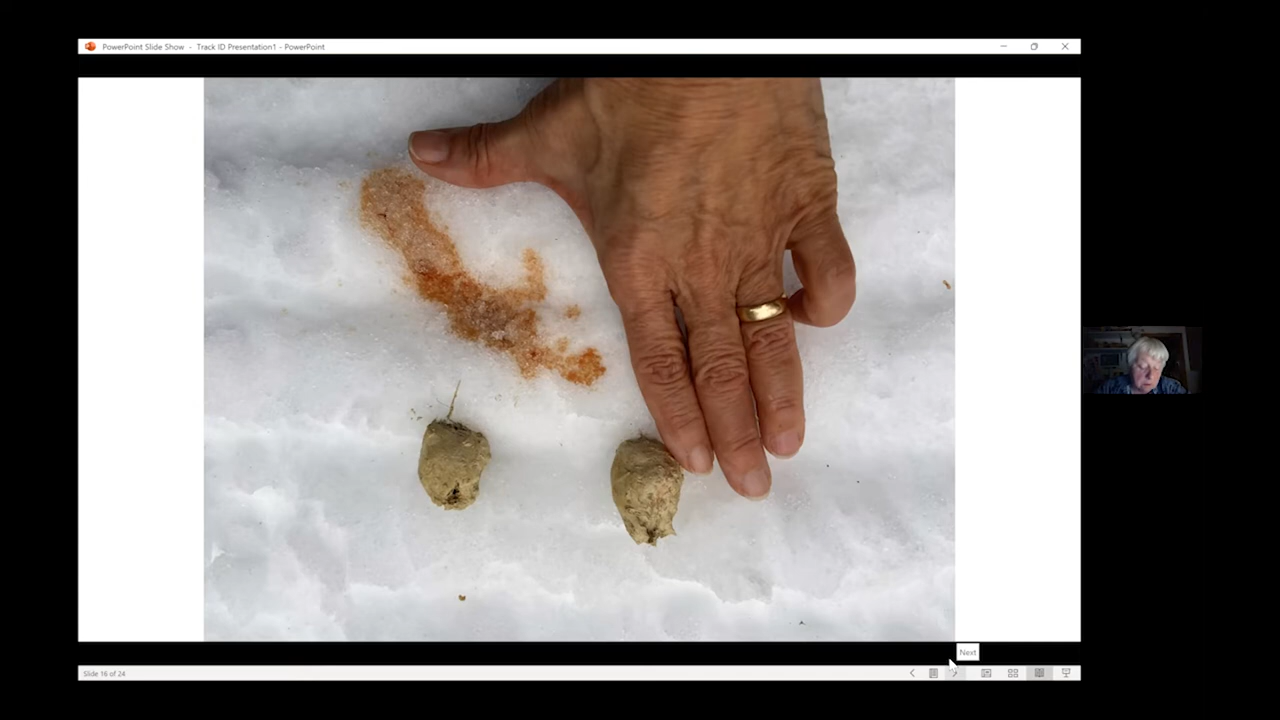 PowerPoint Slide Show - Track ID Presentation1 - PowerPoint
Next
Slide 16 of 24